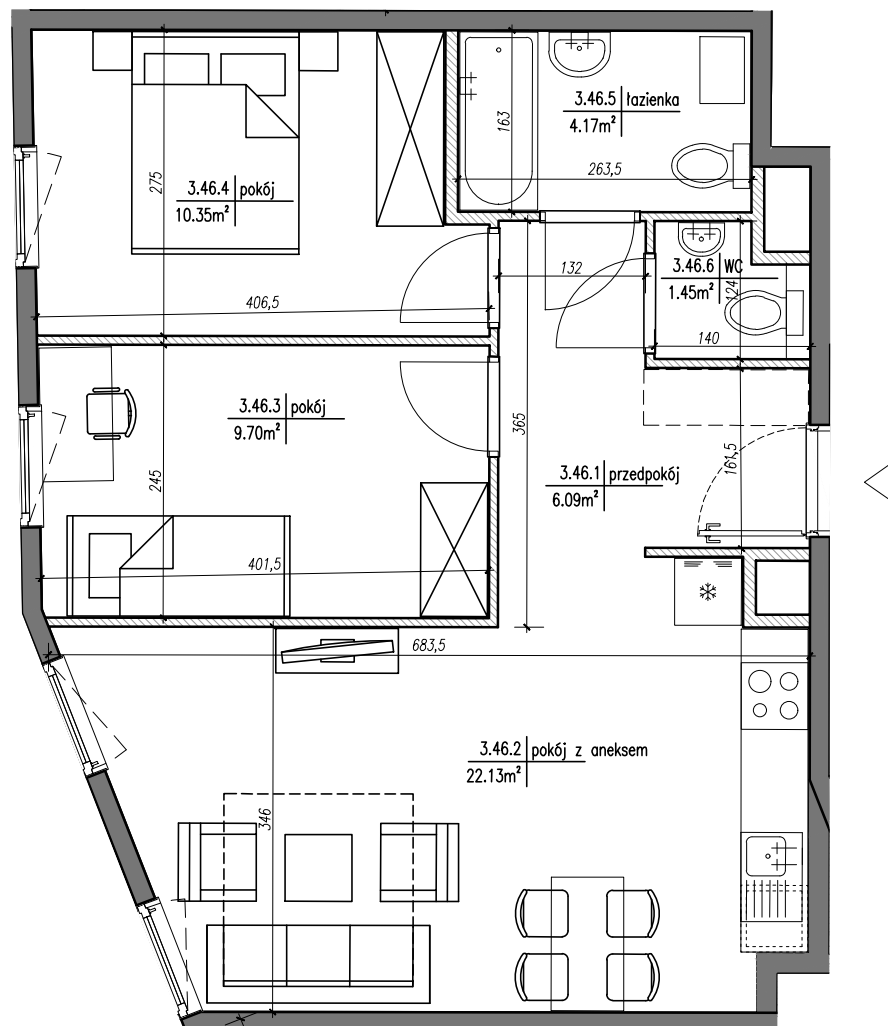 3.46.5 łazienka
4.17m²
163
263,5
3.46.4 pokój
10.35m²
275
406,5
132
3.46.6 WC
1.45m²
124
140
3.46.3 pokój
9.70m²
245
401,5
365
3.46.1 przedpokój
6.09m²
161,5
683,5
3.46.2 pokój z aneksem
22.13m²
346